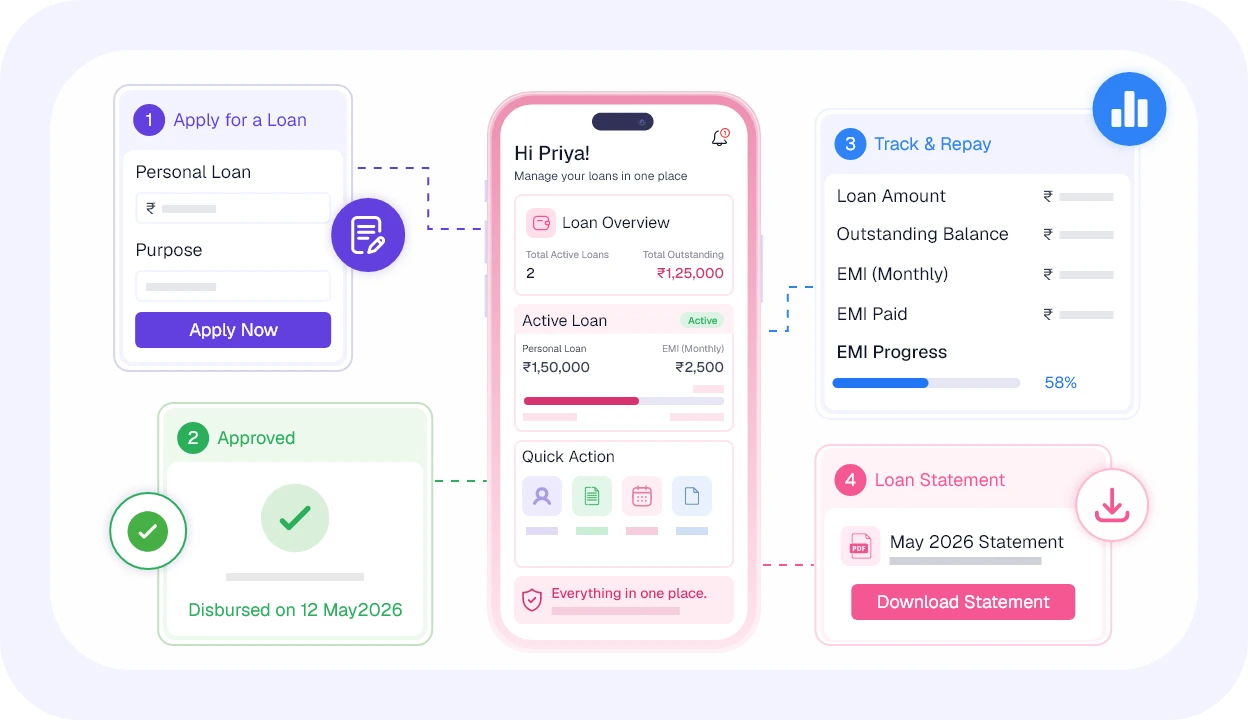 1 Apply for a Loan
Personal Loan
₹
Purpose
Apply Now
2 Approved
Disbursed on 12 May2026
1
Hi Priya!
Manage your loans in one place
Loan Overview
Total Active Loans Total Outstanding
2 ₹1,25,000
Active Loan Active
Personal Loan EMI (Monthly)
₹1,50,000 ₹2,500
Quick Action
Everything in one place.
3 Track & Repay
Loan Amount ₹
Outstanding Balance ₹
EMI (Monthly) ₹
EMI Paid ₹
EMI Progress
58%
4 Loan Statement
PDF
May 2026 Statement
Download Statement